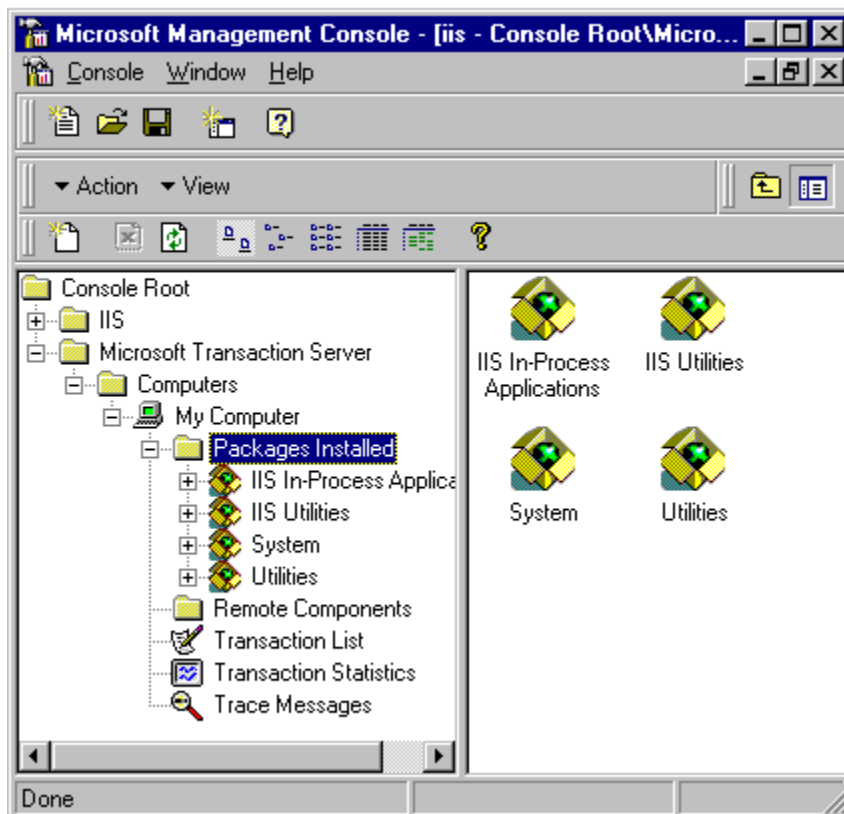 Microsoft Management Console - [iis - Console Root\Micro...
Console Window Help
Action View
Console Root
IIS
Microsoft Transaction Server
Computers
My Computer
Packages Installed
IIS In-Process Applica
IIS Utilities
System
Utilities
Remote Components
Transaction List
Transaction Statistics
Trace Messages
IIS In-Process
Applications
IIS Utilities
System
Utilities
Done